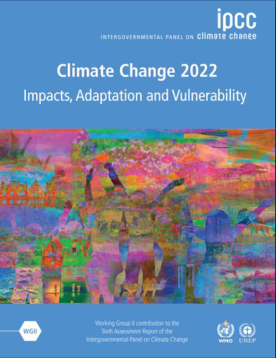 ipcc
INTERGOVERNMENTAL PANEL ON climate change
Climate Change 2022
Impacts, Adaptation and Vulnerability
WGII
Working Group II contribution to the
Sixth Assessment Report of the
Intergovernmental Panel on Climate Change
WMO UNEP